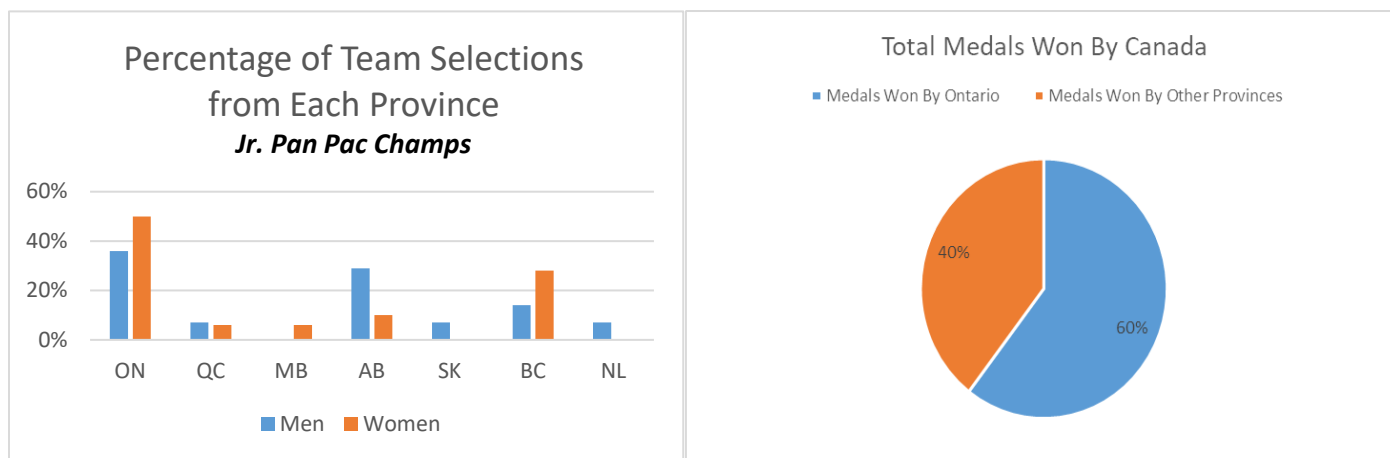 Percentage of Team Selections
from Each Province
Jr. Pan Pac Champs
60%
40%
20%
0%
ON QC MB AB SK BC NL
Men Women
Total Medals Won By Canada
Medals Won By Ontario Medals Won By Other Provinces
40%
60%